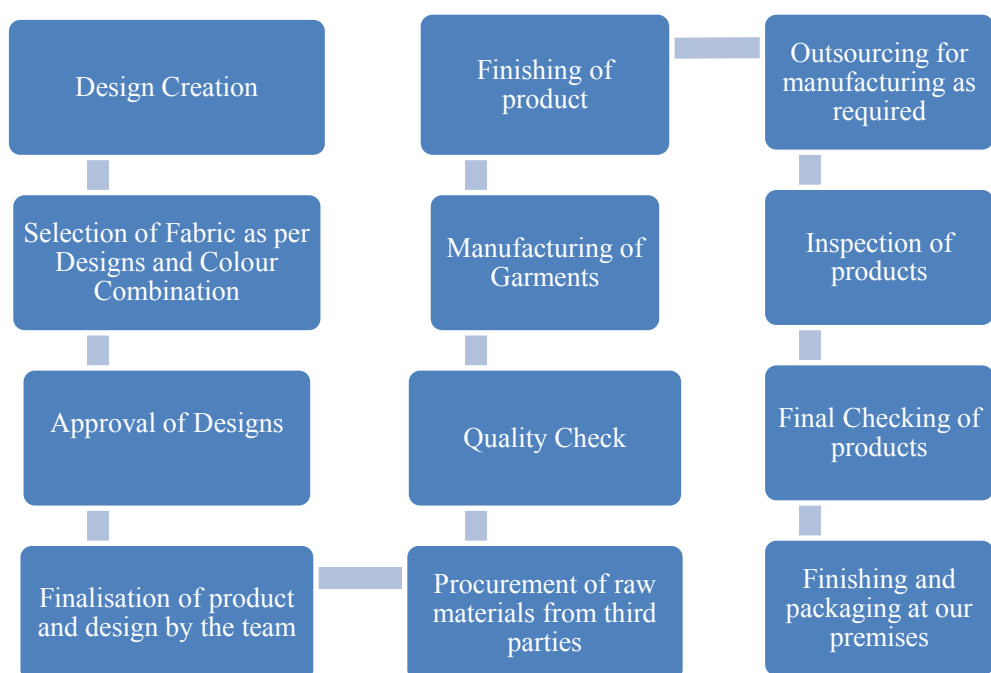 Design Creation
Selection of Fabric as per
Designs and Colour
Combination
Approval of Designs
Finalisation of product
and design by the team
Procurement of raw
materials from third
parties
Quality Check
Manufacturing of
Garments
Finishing of
product
Outsourcing for
manufacturing as
required
Inspection of
products
Final Checking of
products
Finishing and
packaging at our
premises